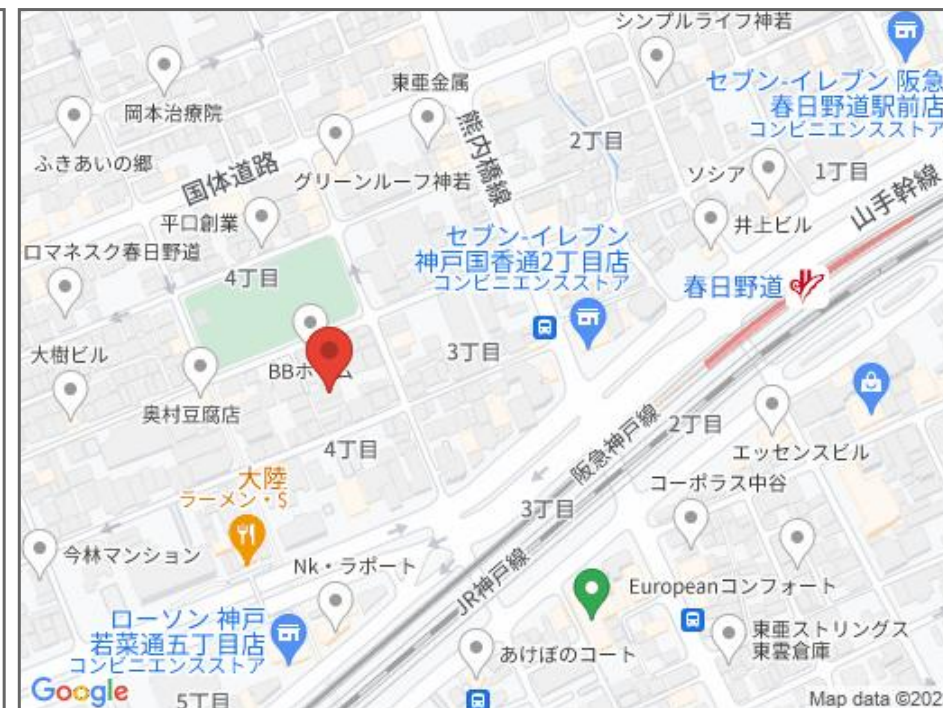 シンプルライフ神若
セブン-イレブン 阪急
春日野道駅前店
コンビニエンスストア
岡本治療院
東亜金属
熊内橋線
2丁目
ふきあいの郷
国体道路
グリーンルーフ神若
ソシア
1丁目
平口創業
井上ビル
山手幹線
ロマネスク春日野道
4丁目
セブン-イレブン
神戸国香通2丁目店
コンビニエンスストア
春日野道
大樹ビル
BBホーム
3丁目
奥村豆腐店
4丁目
阪急神戸線
2丁目
エッセンスビル
大陸
ラーメン・$
コーポラス中谷
3丁目
今林マンション
Nk・ラポート
JR神戸線
Europeanコンフォート
ローソン 神戸
若菜通五丁目店
コンビニエンスストア
あけぼのコート
東亜ストリングス
東雲倉庫
Google
5丁目
Map data ©202